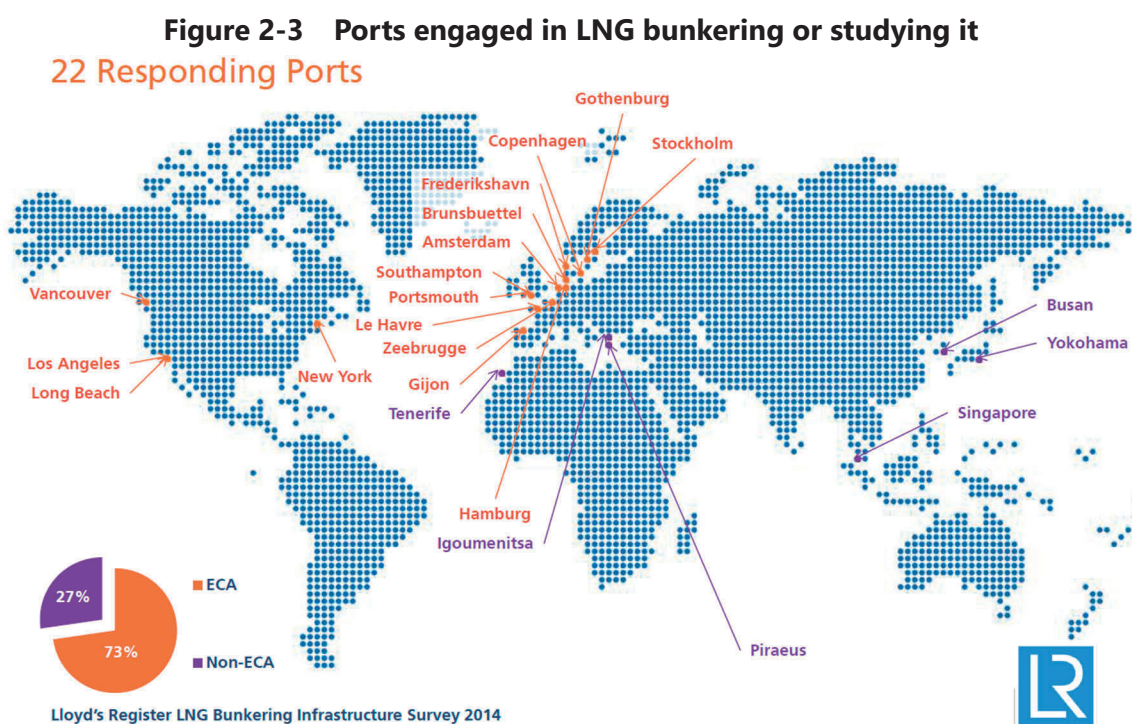 Figure 2-3 Ports engaged in LNG bunkering or studying it
22 Responding Ports
Gothenburg
Copenhagen
Stockholm
Frederikshavn
Brunsbuettel
Amsterdam
Southampton
Portsmouth
Vancouver
Le Havre
Busan
Zeebrugge
Yokohama
Los Angeles
New York
Gijon
Long Beach
Tenerife
Singapore
Hamburg
Igoumenitsa
ECA
27%
73%
Non-ECA
Piraeus
LR
Lloyd's Register LNG Bunkering Infrastructure Survey 2014